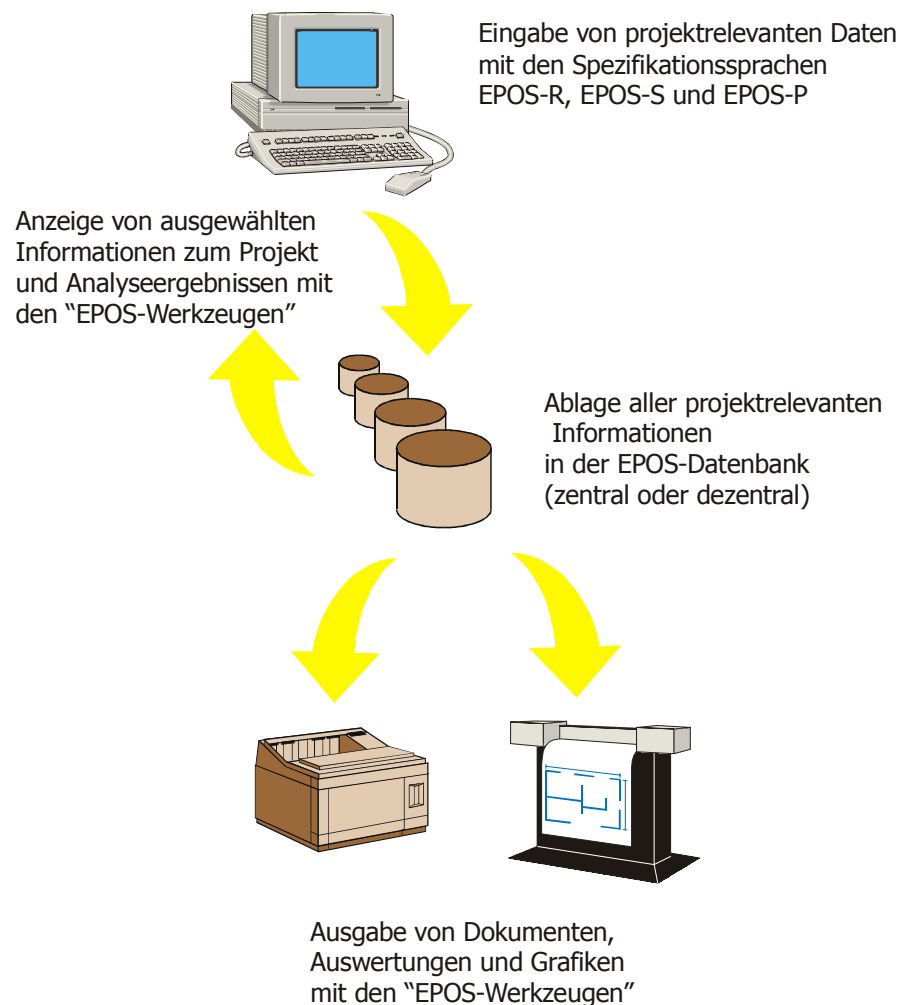 Eingabe von projektrelevanten Daten
mit den Spezifikationssprachen
EPOS-R, EPOS-S und EPOS-P
Anzeige von ausgewählten
Informationen zum Projekt
und Analyseergebnissen mit
den “EPOS-Werkzeugen”
Ablage aller projektrelevanten
Informationen
in der EPOS-Datenbank
(zentral oder dezentral)
Ausgabe von Dokumenten,
Auswertungen und Grafiken
mit den “EPOS-Werkzeugen”